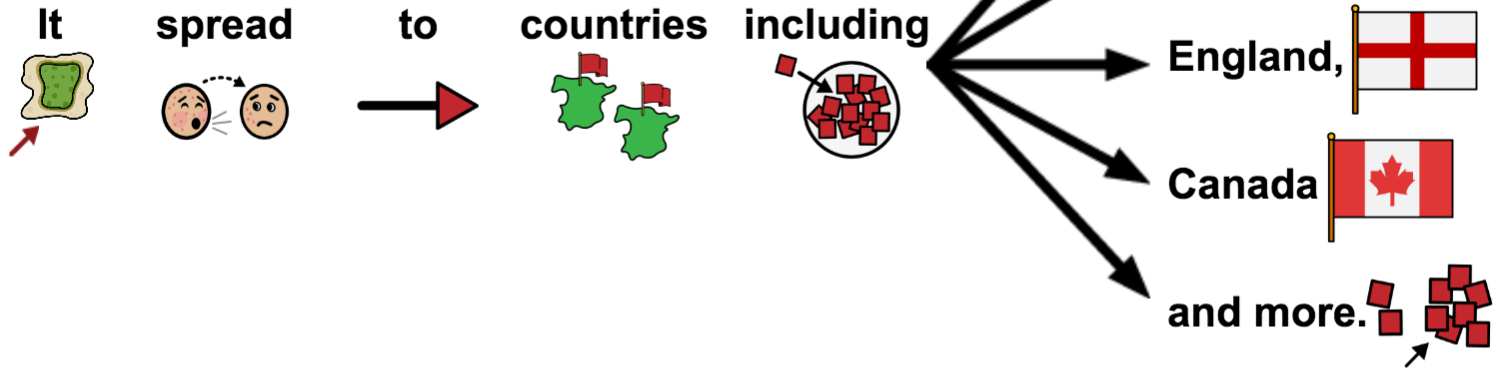 It spread to countries including
England,
Canada
and more.